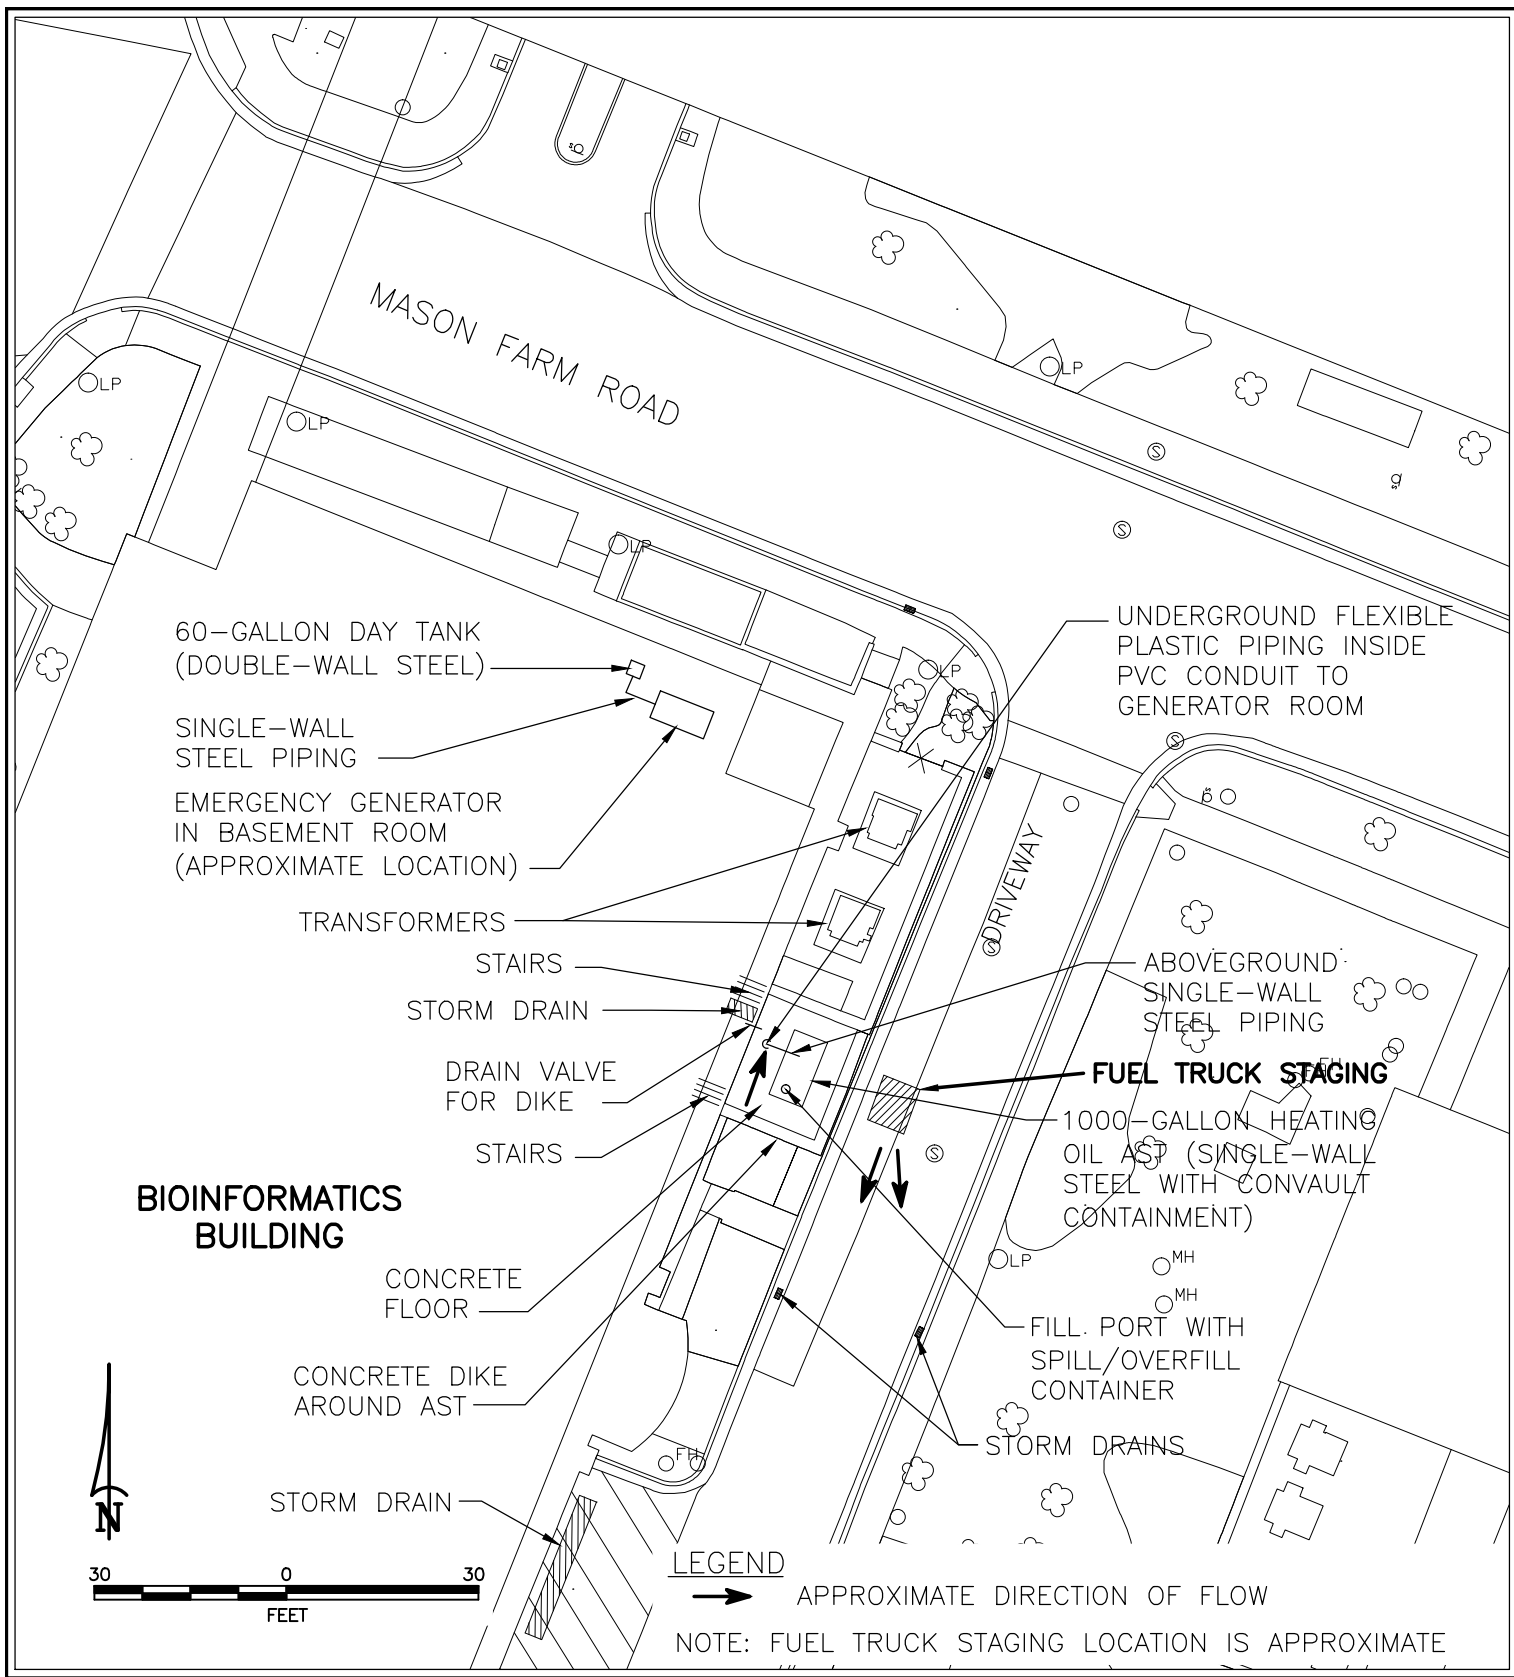 MASON FARM ROAD
LP
LP
LP
LP
LP
S
S
S
60-GALLON DAY TANK
(DOUBLE-WALL STEEL)
SINGLE-WALL
STEEL PIPING
EMERGENCY GENERATOR
IN BASEMENT ROOM
(APPROXIMATE LOCATION)
TRANSFORMERS
STAIRS
STORM DRAIN
DRAIN VALVE
FOR DIKE
STAIRS
BIOINFORMATICS
BUILDING
CONCRETE
FLOOR
CONCRETE DIKE
AROUND AST
STORM DRAIN
UNDERGROUND FLEXIBLE
PLASTIC PIPING INSIDE
PVC CONDUIT TO
GENERATOR ROOM
DRIVEWAY
S
ABOVEGROUND
SINGLE-WALL
STEEL PIPING
FH
FUEL TRUCK STAGING
1000-GALLON HEATING
OIL AST (SINGLE-WALL
STEEL WITH CONVAULT
CONTAINMENT)
S
LP
MH
MH
FILL PORT WITH
SPILL/OVERFILL
CONTAINER
STORM DRAINS
FH
N
30 0 30
FEET
LEGEND
APPROXIMATE DIRECTION OF FLOW
NOTE: FUEL TRUCK STAGING LOCATION IS APPROXIMATE